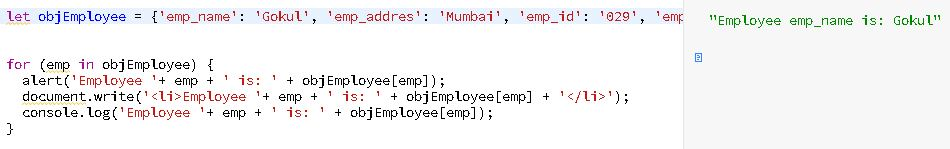 let objEmployee = {'emp_name': 'Gokul', 'emp_addres': 'Mumbai', 'emp_id': '029', 'emp
"Employee emp_name is: Gokul"
for (emp in objEmployee) {
alert('Employee '+ emp + ' is: ' + objEmployee[emp]);
document.write('<li>Employee '+ emp + ' is: ' + objEmployee[emp] + '</li>');
console.log('Employee '+ emp + ' is: ' + objEmployee[emp]);
}